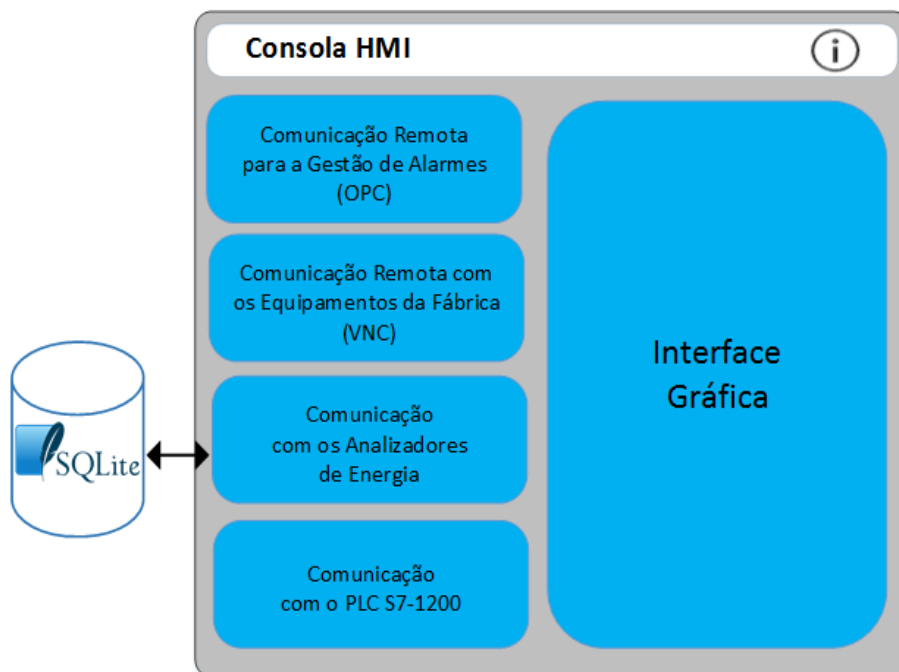 Consola HMI
i
Comunicação Remota
para a Gestão de Alarmes
(OPC)
Comunicação Remota com
os Equipamentos da Fábrica
(VNC)
Comunicação
com os Analizadores
de Energia
Comunicação
com o PLC S7-1200
Interface
Gráfica
SQLite